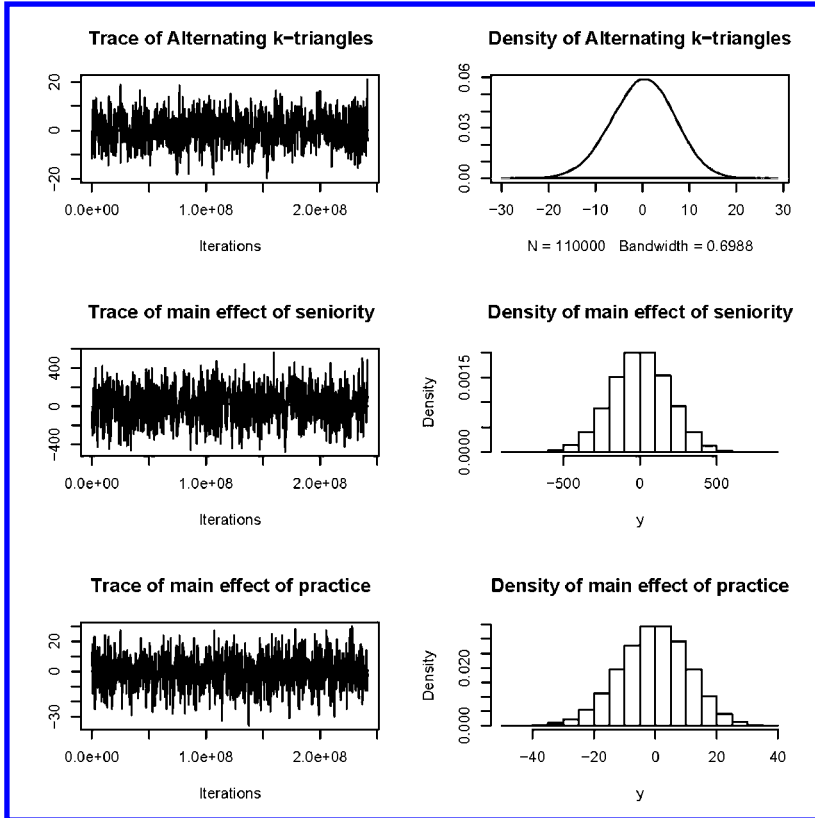 Trace of Alternating k−triangles
20
0
−20
0.0e+00 1.0e+08 2.0e+08
Iterations
Density of Alternating k−triangles
0.06
0.03
0.00
−30 −20 −10 0 10 20 30
N = 110000 Bandwidth = 0.6988
Trace of main effect of seniority
400
0
−400
0.0e+00 1.0e+08 2.0e+08
Iterations
Density of main effect of seniority
Density
0.0015
0.0000
−500 0 500
y
Trace of main effect of practice
20
0
−30
0.0e+00 1.0e+08 2.0e+08
Iterations
Density of main effect of practice
Density
0.020
0.000
−40 −20 0 20 40
y